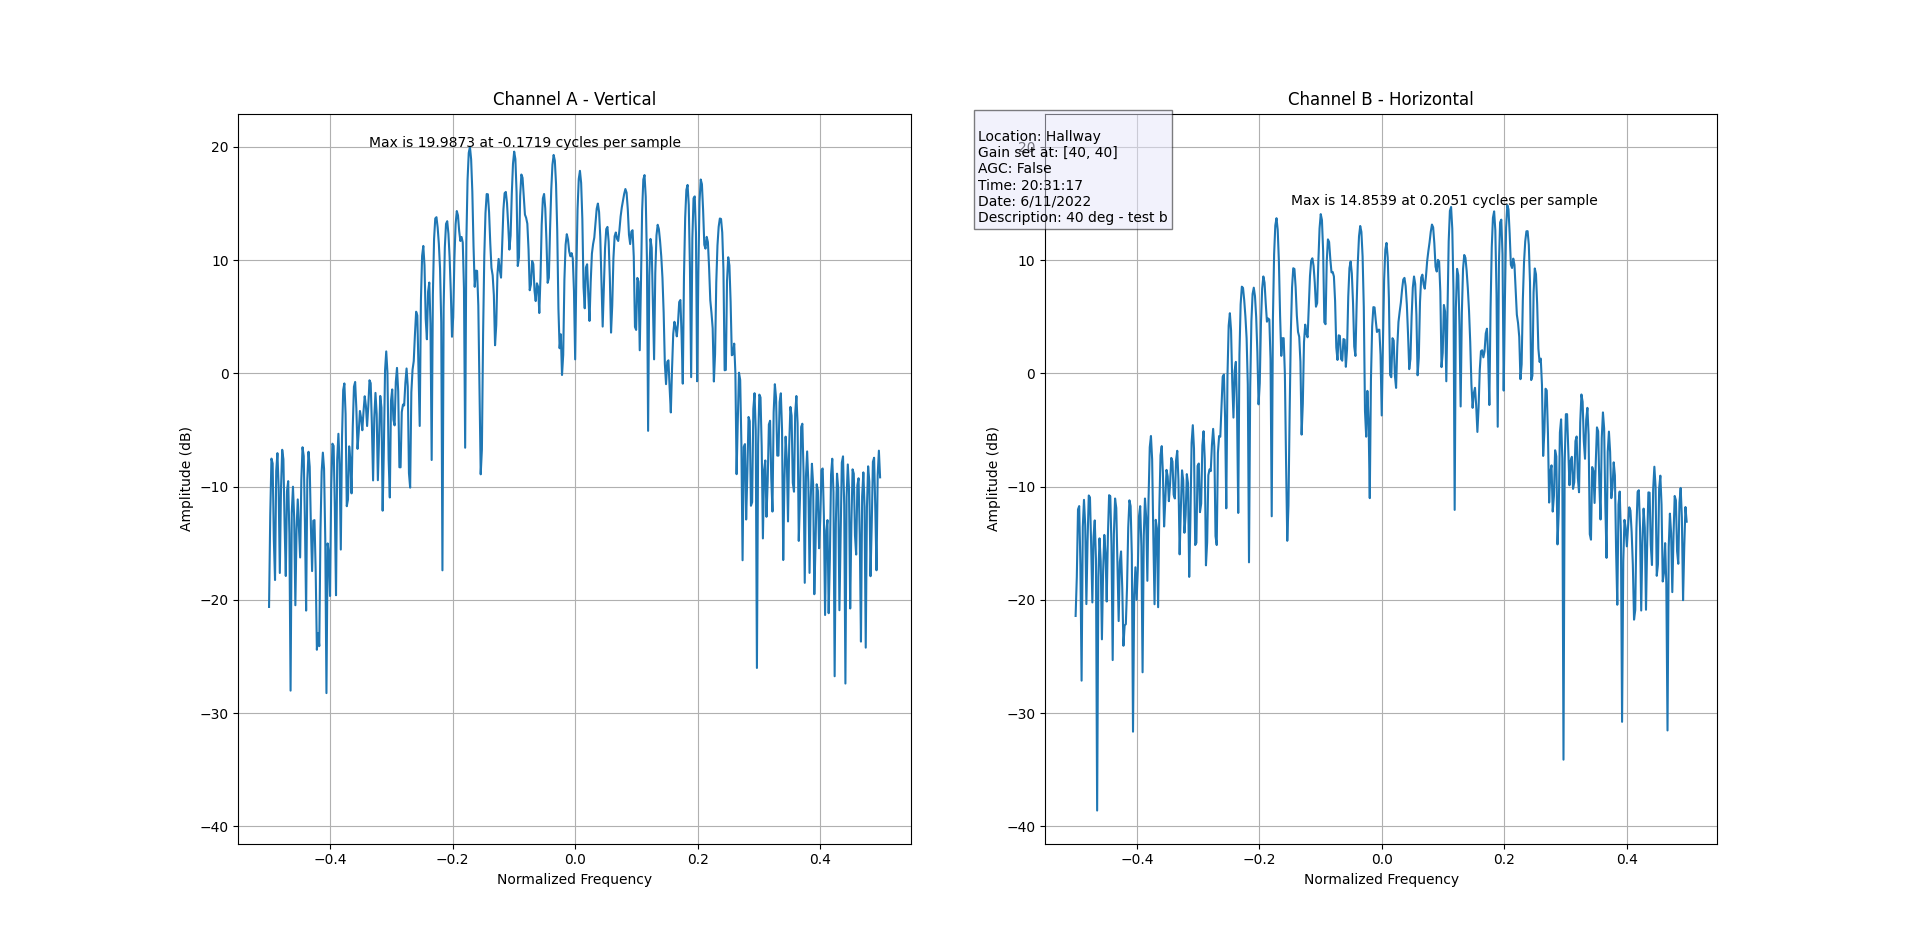 Channel A - Vertical
Max is 19.9873 at -0.1719 cycles per sample
20
10
0
−10
−20
−30
−40
Amplitude (dB)
−0.4 −0.2 0.0 0.2 0.4
Normalized Frequency
Channel B - Horizontal
Location: Hallway
Gain set at: [40, 40]
AGC: False
Time: 20:31:17
Date: 6/11/2022
Description: 40 deg - test b
Max is 14.8539 at 0.2051 cycles per sample
20
10
0
−10
−20
−30
−40
Amplitude (dB)
−0.4 −0.2 0.0 0.2 0.4
Normalized Frequency